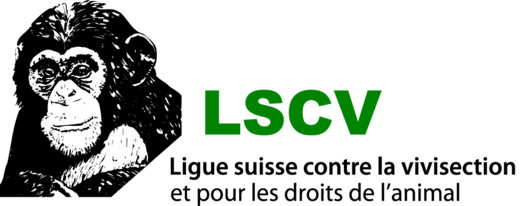 LSCV
Ligue suisse contre la vivisection
et pour les droits de l'animal